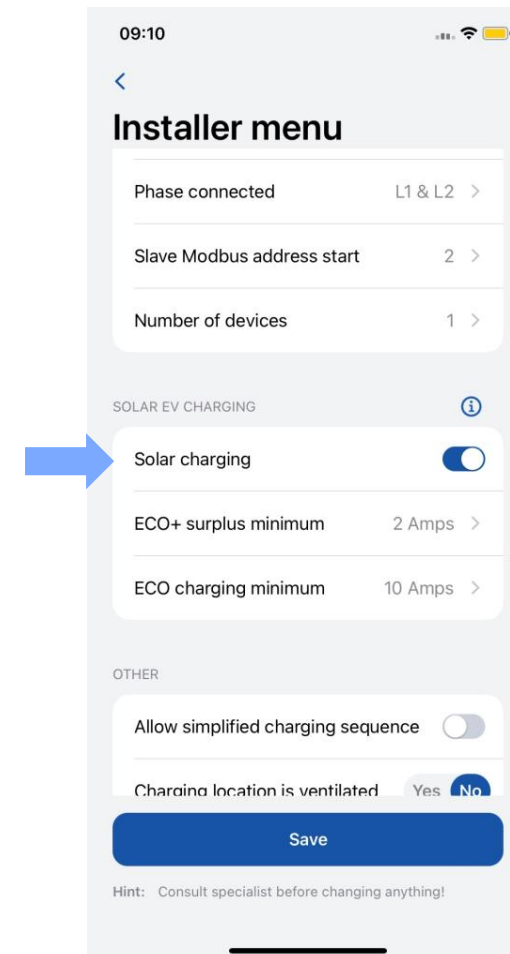 09:10
Installer menu
Phase connected L1 & L2
Slave Modbus address start 2
Number of devices 1
SOLAR EV CHARGING
Solar charging
ECO+ surplus minimum 2 Amps
ECO charging minimum 10 Amps
OTHER
Allow simplified charging sequence
Charging location is ventilated Yes No
Save
Hint: Consult specialist before changing anything!